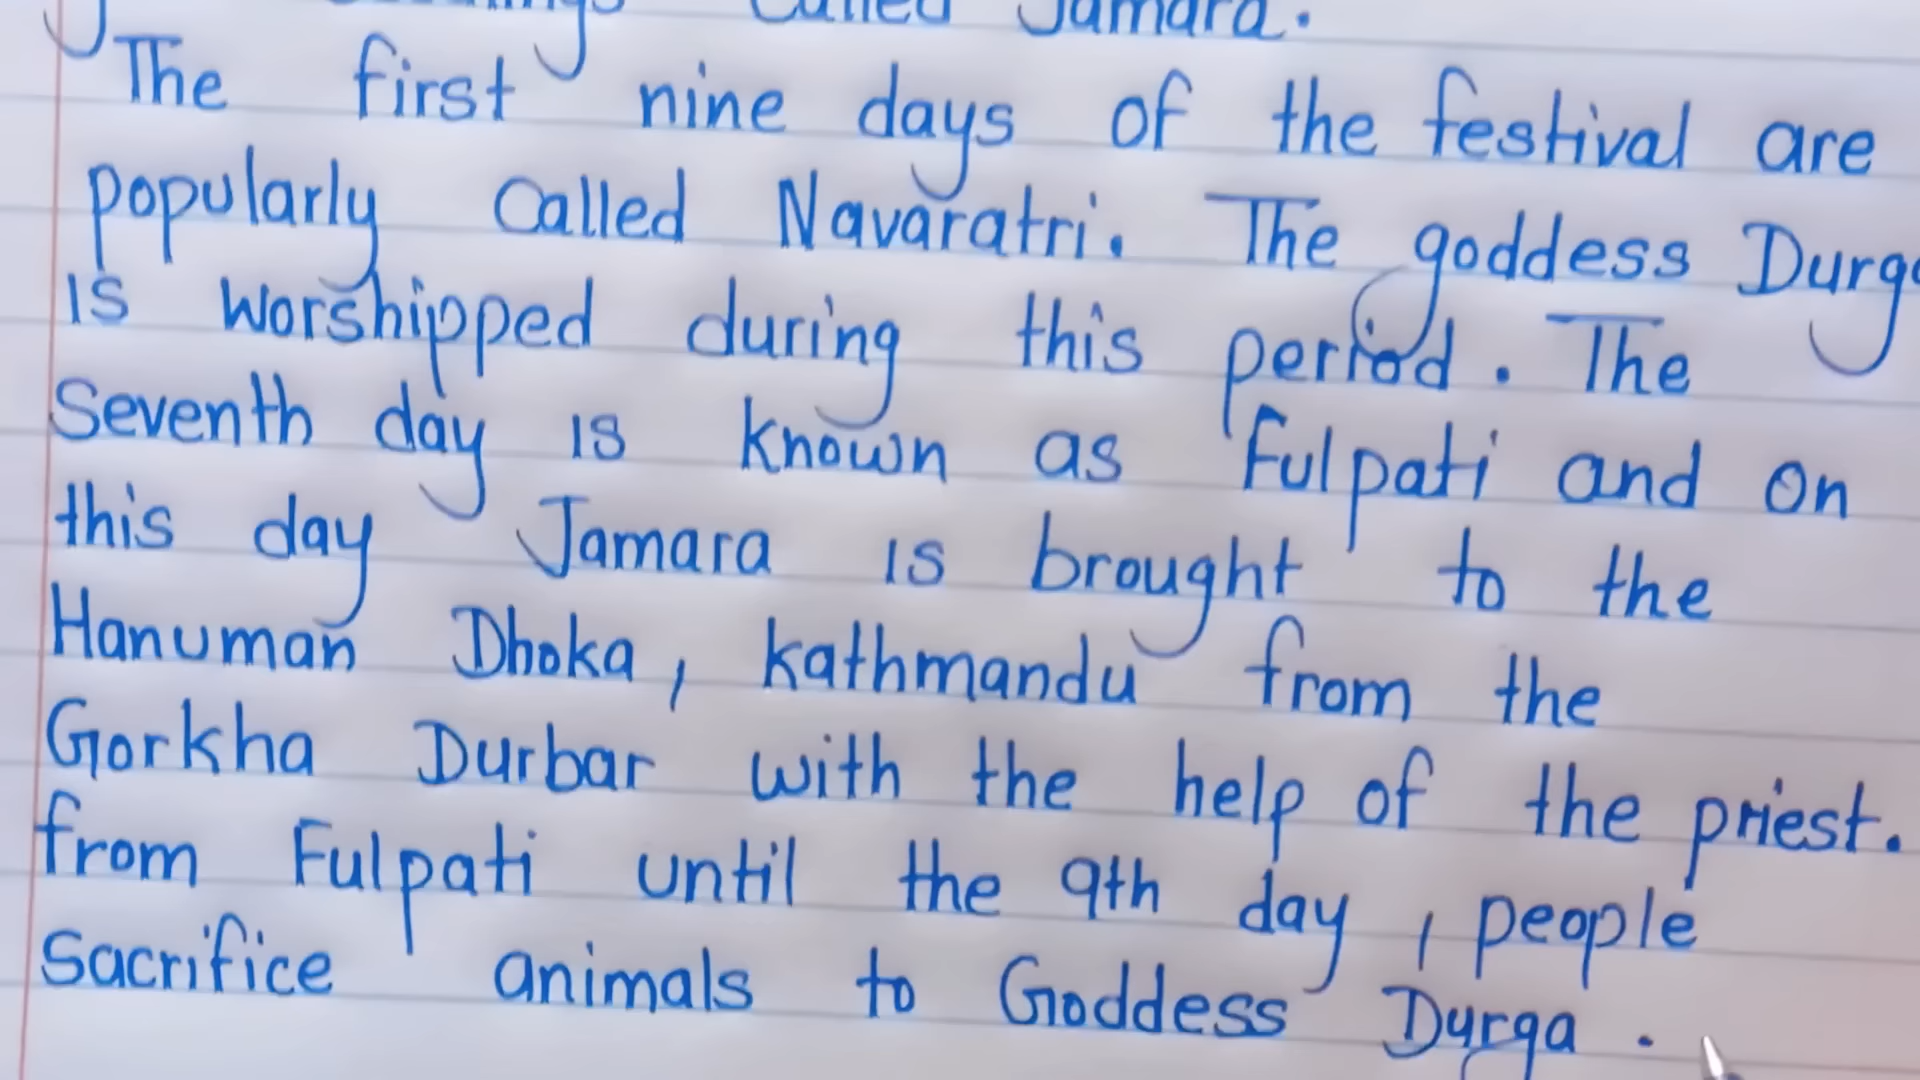 called Jamara.
The first nine days of the festival are
popularly called Navaratri. The goddess Durga
is worshipped during this period. The
Seventh day is known as Fulpati and on
this day Jamara is brought to the
Hanuman Dhoka, kathmandu from the
Gorkha Durbar with the help of the priest.
from Fulpati until the 9th day, people
sacrifice animals to Goddess Durga.